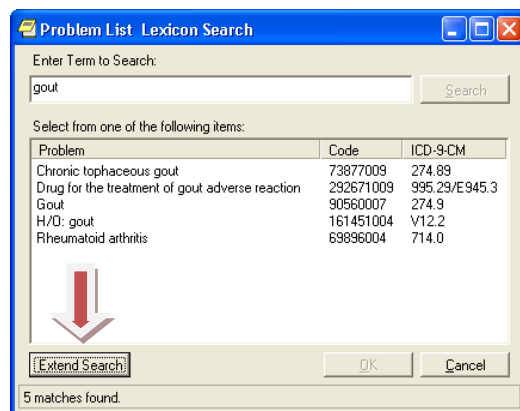 Problem List Lexicon Search
Enter Term to Search:
gout
Search
Select from one of the following items:
Problem Code ICD-9-CM
Chronic tophaceous gout 73877009 274.89
Drug for the treatment of gout adverse reaction 292671009 995.29/E945.3
Gout 90560007 274.9
H/O: gout 161451004 V12.2
Rheumatoid arthritis 69896004 714.0
Extend Search OK Cancel
5 matches found.